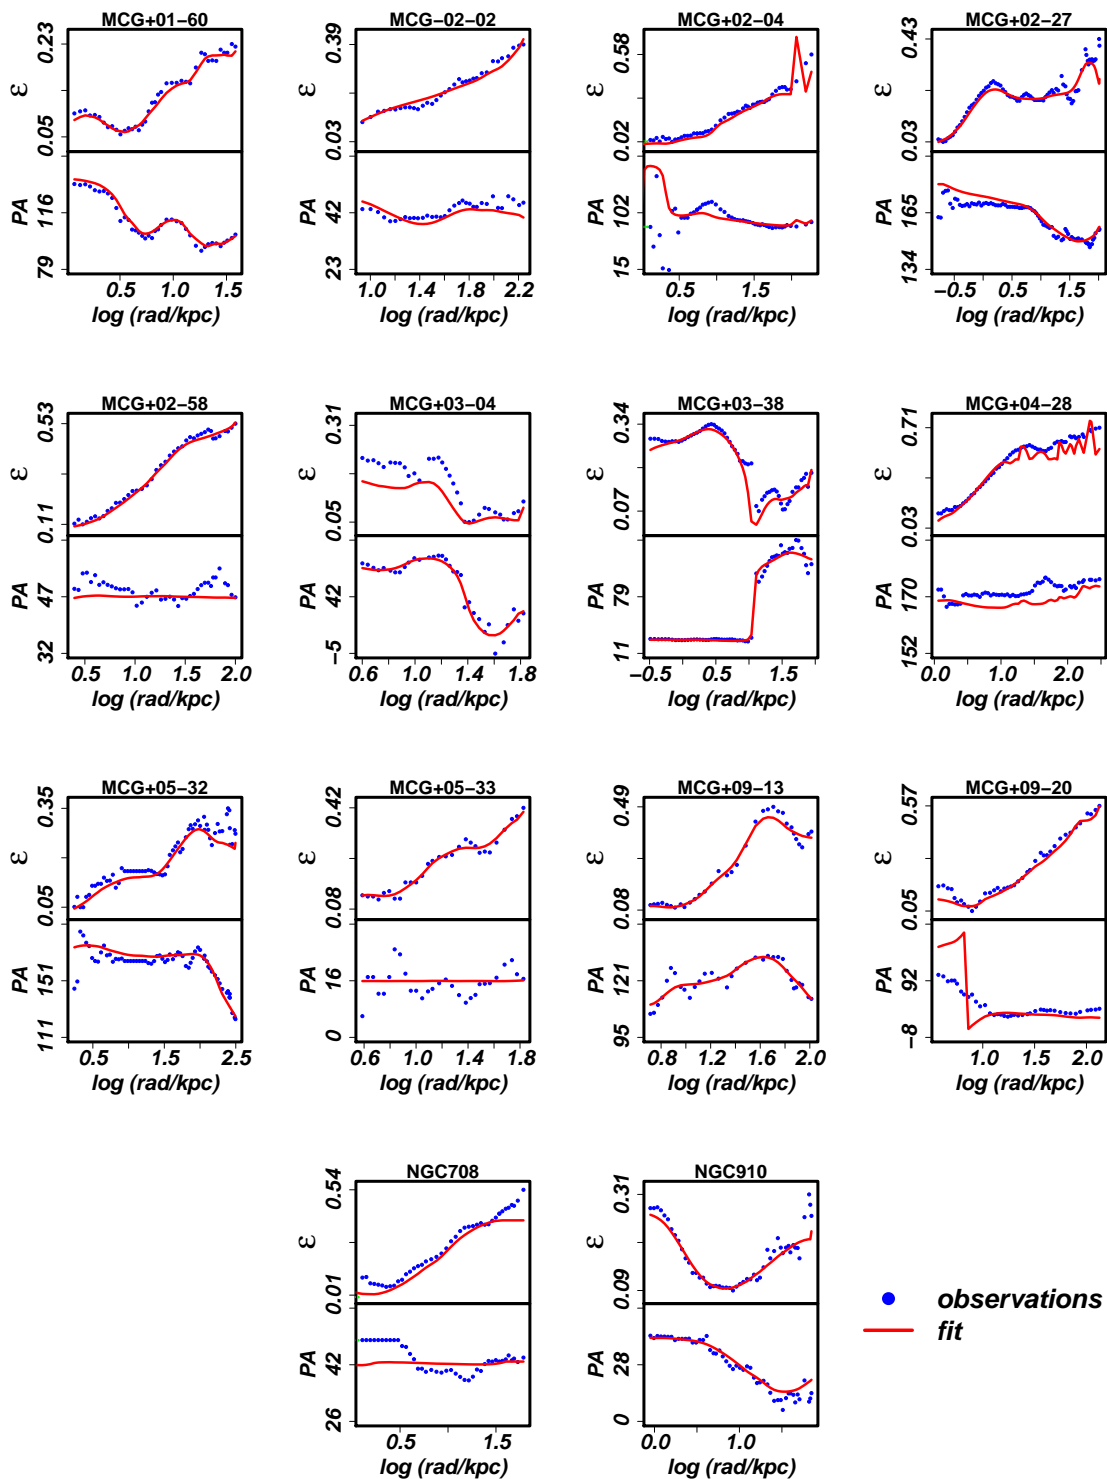 MCG+01−60
MCG−02−02
MCG+02−04
MCG+02−27
0.23
0.05
ε
116
79
PA
0.5 1.0 1.5
log (rad/kpc)
0.39
0.03
ε
42
23
PA
1.0 1.4 1.8 2.2
log (rad/kpc)
0.58
0.02
ε
102
15
PA
0.5 1.5
log (rad/kpc)
0.43
0.03
ε
165
134
PA
−0.5 0.5 1.5
log (rad/kpc)
MCG+02−58
MCG+03−04
MCG+03−38
MCG+04−28
0.53
0.11
ε
47
32
PA
0.5 1.0 1.5 2.0
log (rad/kpc)
0.31
0.05
ε
42
−5
PA
0.6 1.0 1.4 1.8
log (rad/kpc)
0.34
0.07
ε
79
11
PA
−0.5 0.5 1.5
log (rad/kpc)
0.71
0.03
ε
170
152
PA
0.0 1.0 2.0
log (rad/kpc)
MCG+05−32
MCG+05−33
MCG+09−13
MCG+09−20
0.35
0.05
ε
151
111
PA
0.5 1.5 2.5
log (rad/kpc)
0.42
0.08
ε
16
0
PA
0.6 1.0 1.4 1.8
log (rad/kpc)
0.49
0.08
ε
121
95
PA
0.8 1.2 1.6 2.0
log (rad/kpc)
0.57
0.05
ε
92
−8
PA
1.0 1.5 2.0
log (rad/kpc)
NGC708
NGC910
0.54
0.01
ε
42
26
PA
0.5 1.5
log (rad/kpc)
0.31
0.09
ε
28
0
PA
0.0 1.0
log (rad/kpc)
observations
fit